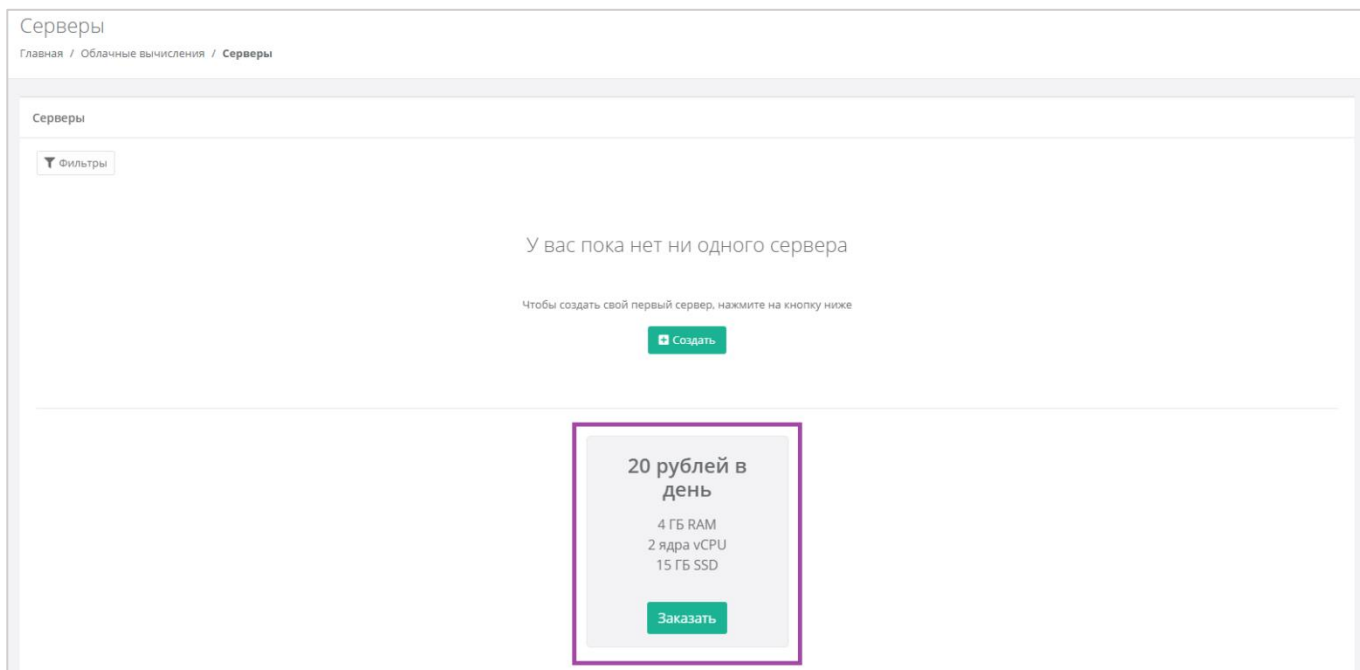 Серверы
Главная / Облачные вычисления / Серверы
Серверы
Фильтры
У вас пока нет ни одного сервера
Чтобы создать свой первый сервер, нажмите на кнопку ниже
Создать
20 рублей в
день
4 ГБ RAM
2 ядра vCPU
15 ГБ SSD
Заказать